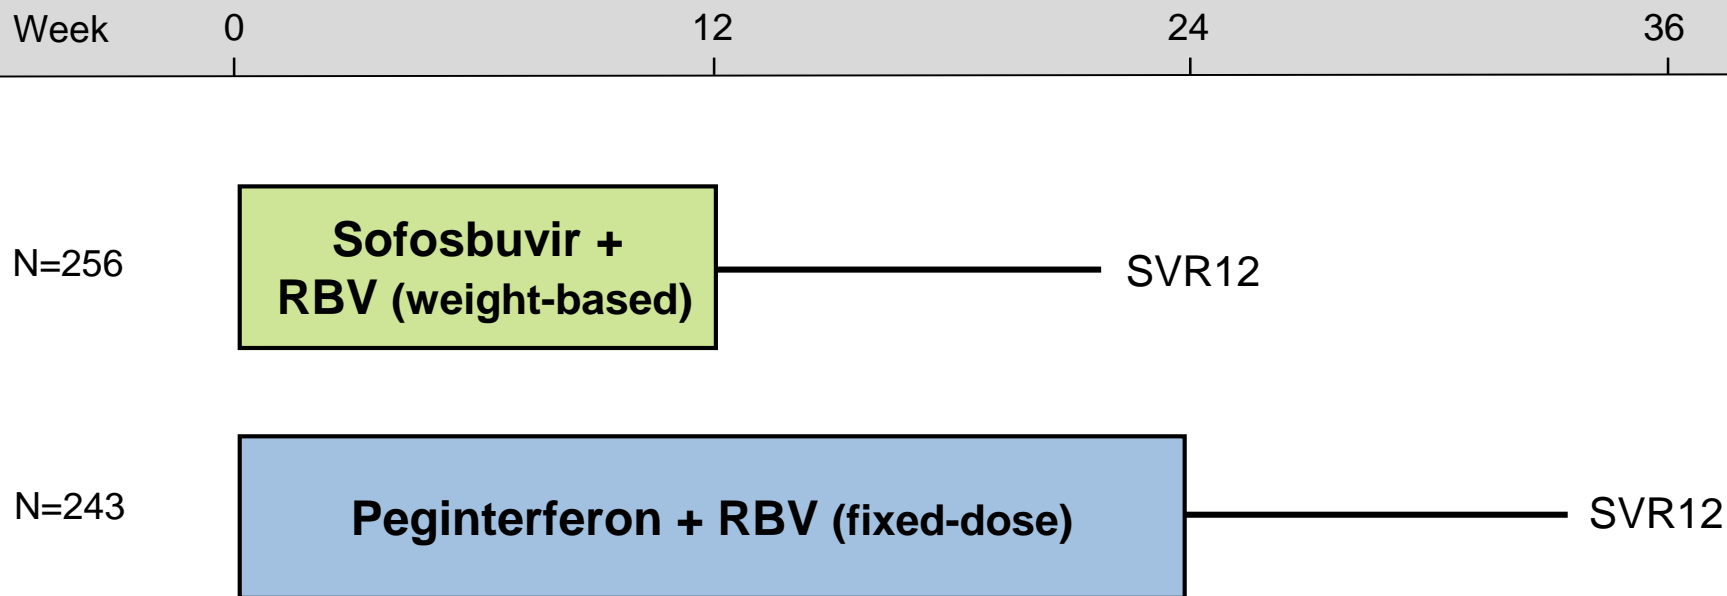 Week 0 12 24 36
N=256
Sofosbuvir +
RBV (weight-based)
SVR12
N=243
Peginterferon + RBV (fixed-dose)
SVR12